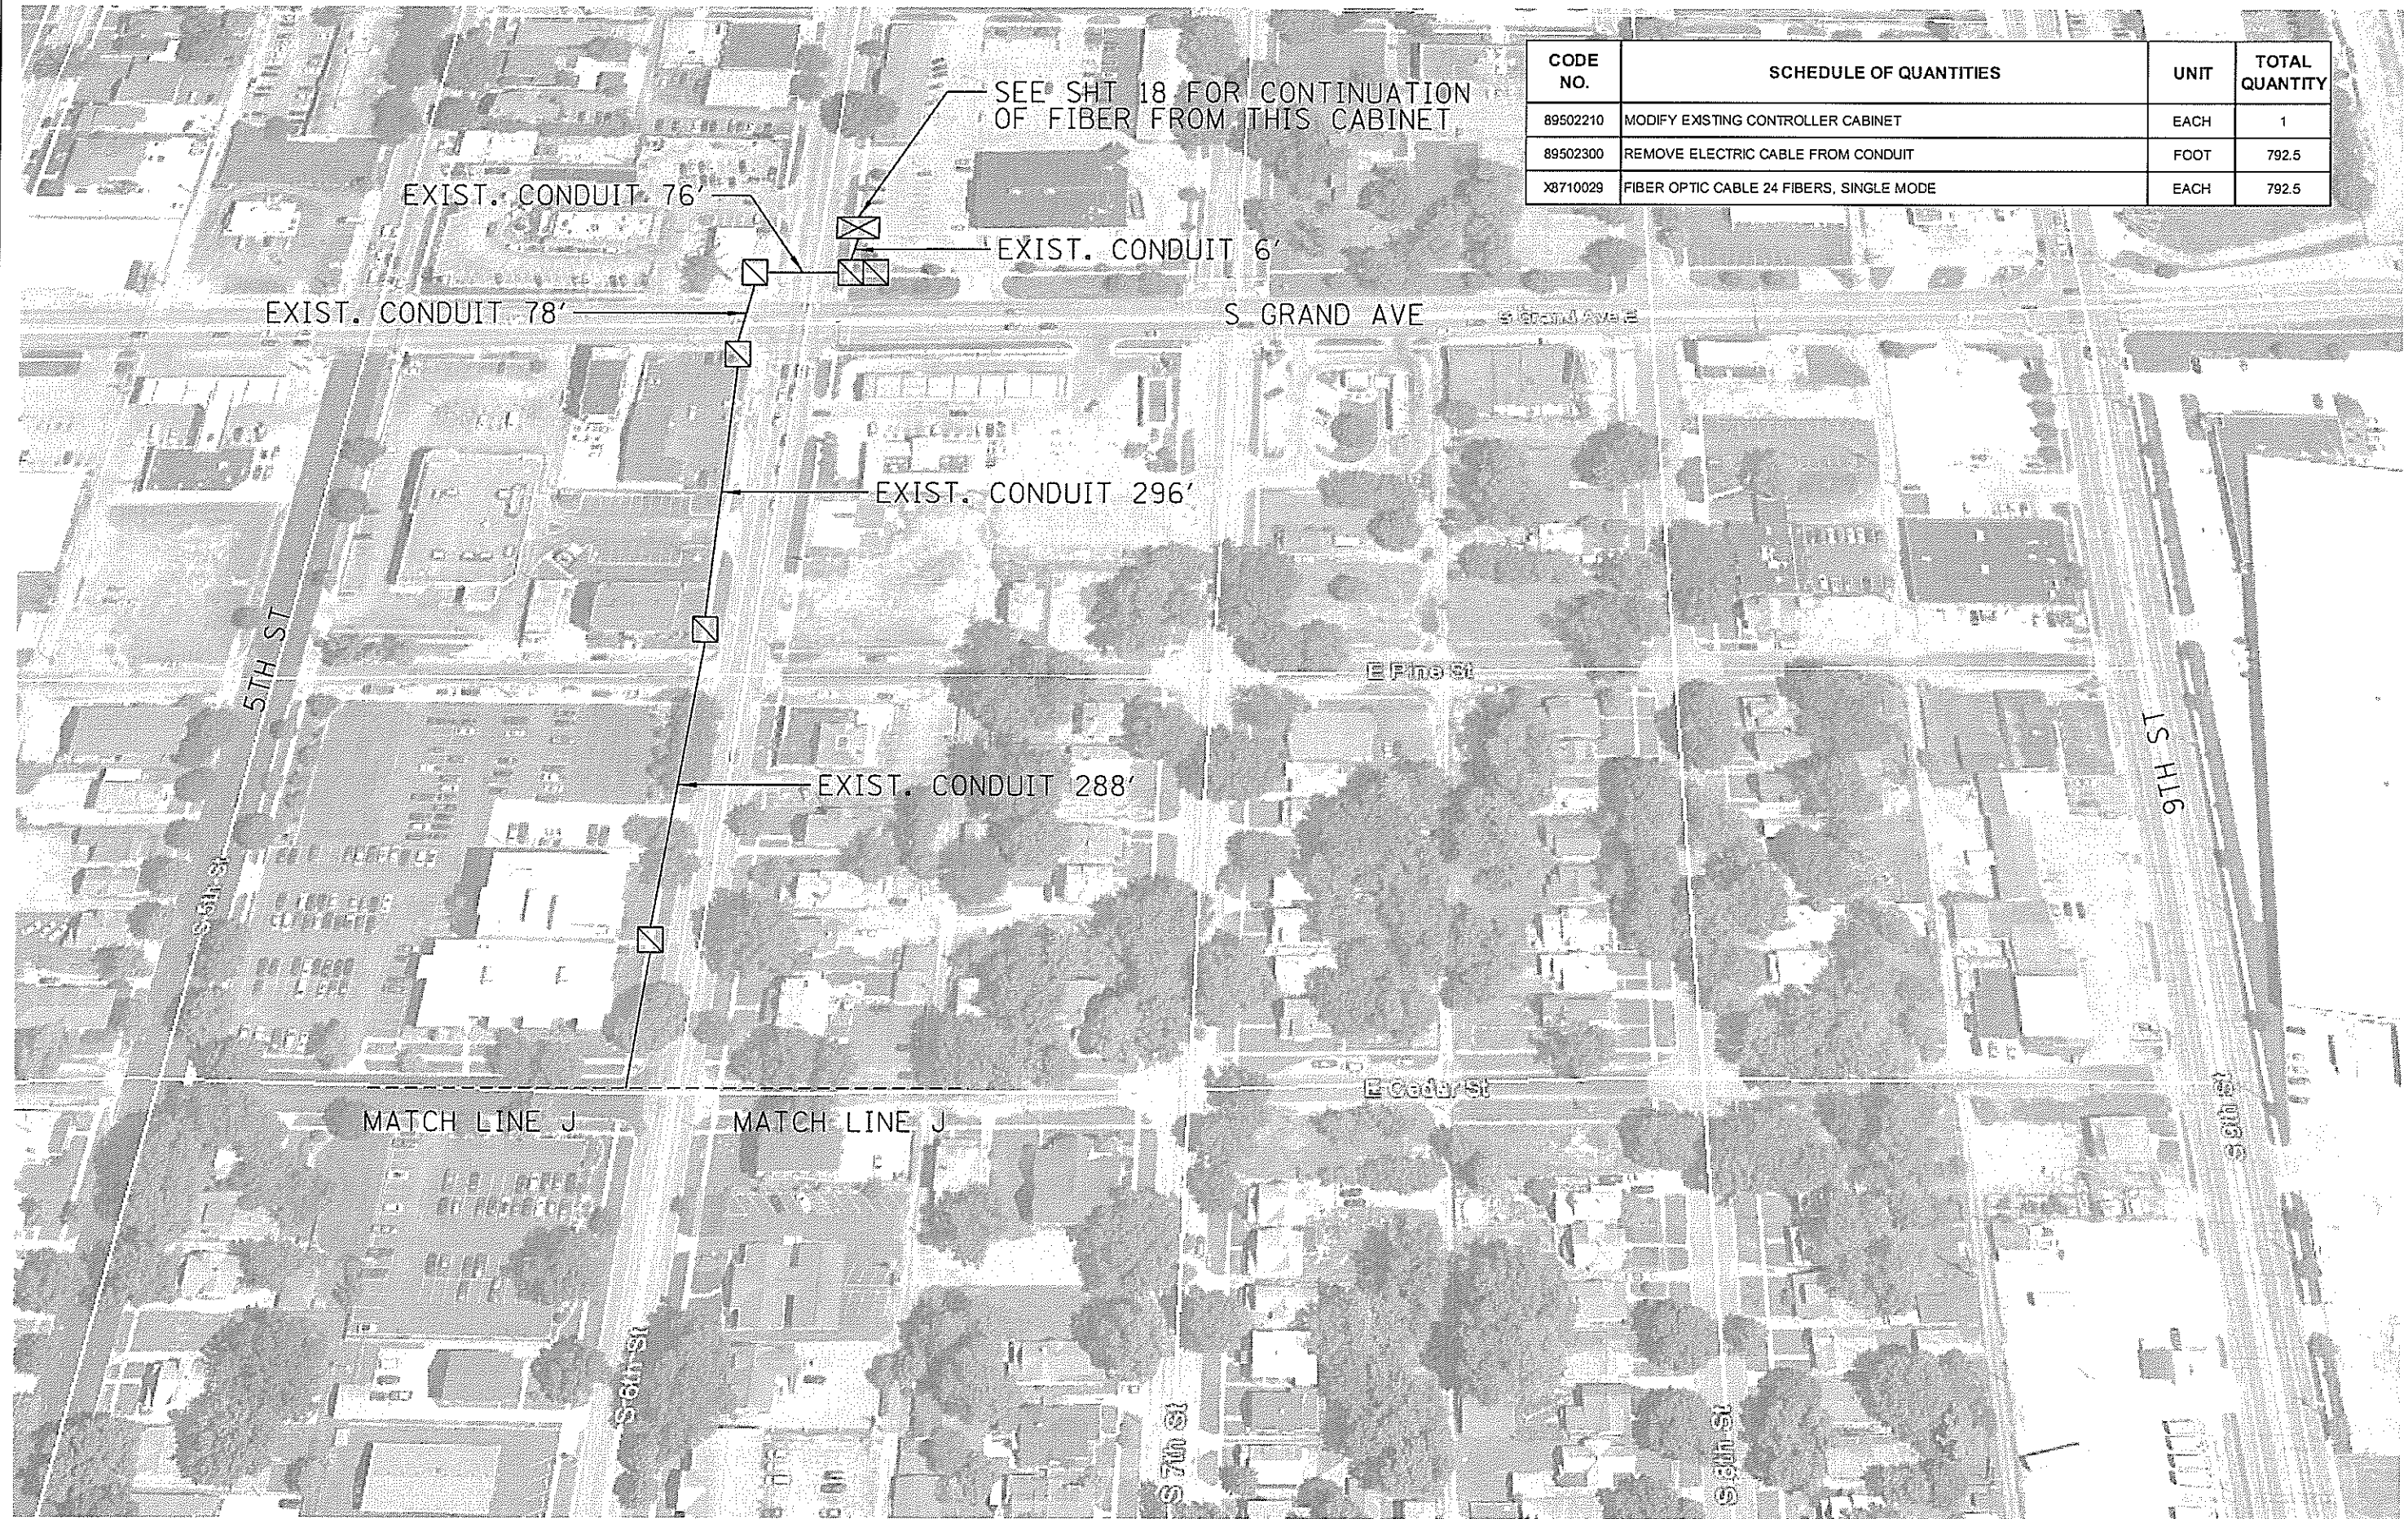 CODE NO. SCHEDULE OF QUANTITIES UNIT TOTAL QUANTITY
89502210 MODIFY EXISTING CONTROLLER CABINET EACH 1
89502300 REMOVE ELECTRIC CABLE FROM CONDUIT FOOT 792.5
X8710029 FIBER OPTIC CABLE 24 FIBERS, SINGLE MODE EACH 792.5
SEE SHT 18 FOR CONTINUATION
OF FIBER FROM THIS CABINET
EXIST. CONDUIT 76'
EXIST. CONDUIT 6'
EXIST. CONDUIT 78'
S GRAND AVE
S Grand Ave E
EXIST. CONDUIT 296'
5TH ST
E Pine St
9TH ST
EXIST. CONDUIT 288'
S 5th St
E Cedar St
MATCH LINE J
MATCH LINE J
S 9th St
S 6th St
S 7th St
S 8th St